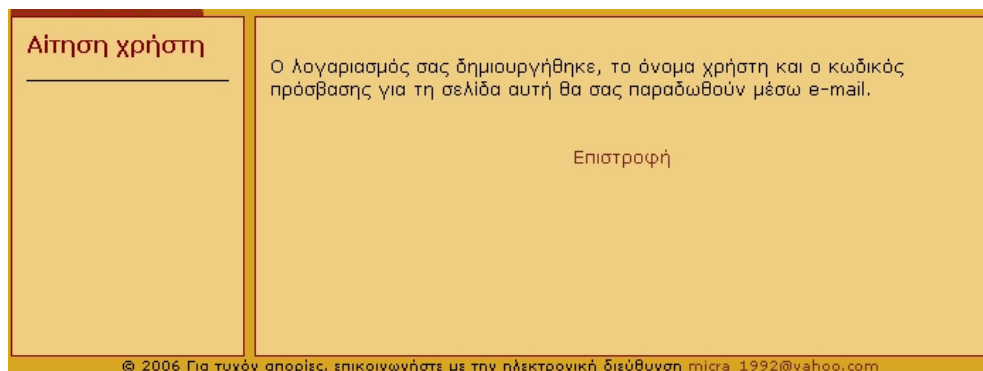 Αίτηση χρήστη
Ο λογαριασμός σας δημιουργήθηκε, το όνομα χρήστη και ο κωδικός
πρόσβασης για τη σελίδα αυτή θα σας παραδωθούν μέσω e-mail.
Επιστροφή
© 2006 Για τυχόν απορίες, επικοινωνήστε με την ηλεκτρονική διεύθυνση micra_1992@yahoo.com